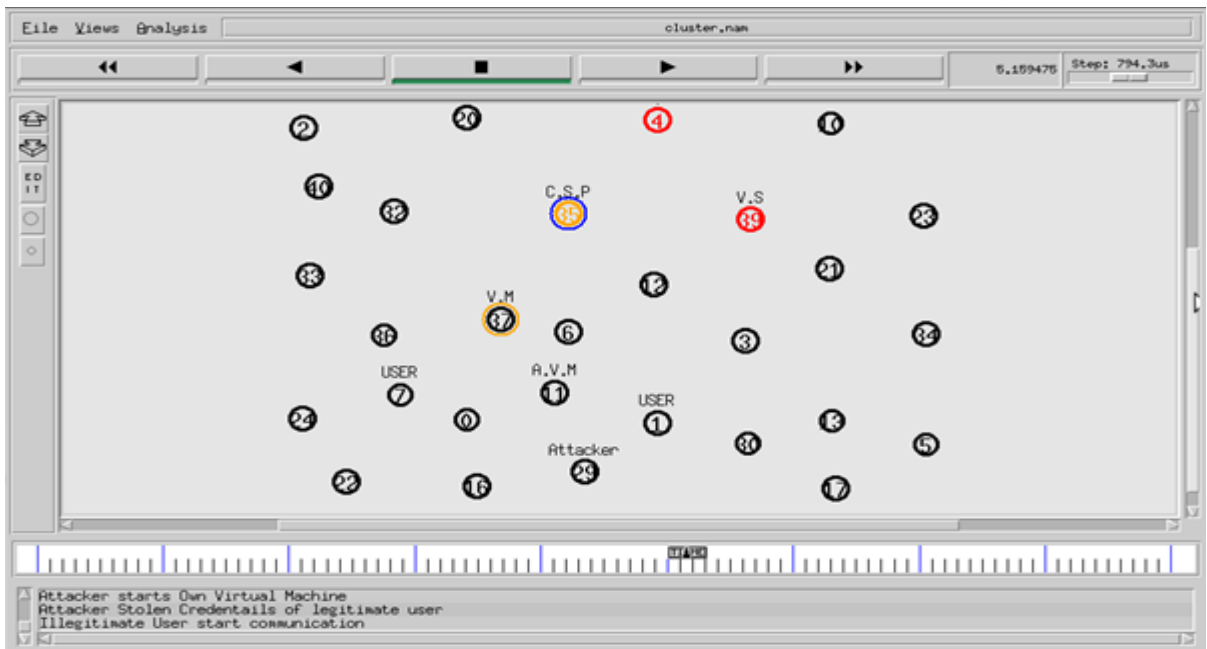 File Views Analysis cluster.nam
5.159475 Step: 794.3us
ED
IT
2 20 4 10
40
C.S.P V.S
32 35 39 23
33 12 21
V.M
37 6
36 3 34
USER A.V.M
7 11
USER
24 0 1 13
30 5
Attacker
22 16 29 17
TIME
Attacker starts Own Virtual Machine
Attacker Stolen Credentails of legitimate user
Illegitimate User start communication